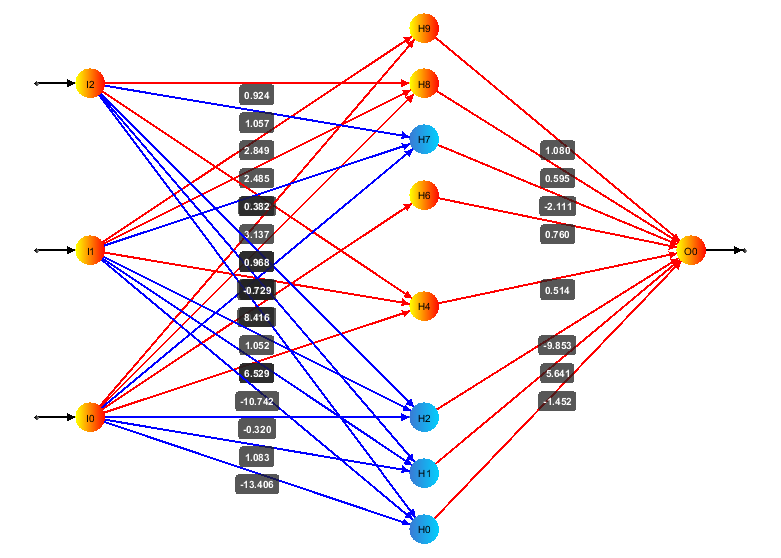 H9
I2
H8
0.924
1.057
H7
2.849
1.080
2.485
0.595
H6
0.382
-2.111
3.137
0.760
I1
O0
0.968
-0.729
0.514
H4
8.416
1.052
-9.853
6.529
5.641
-10.742
-1.452
I0
H2
-0.320
1.083
H1
-13.406
H0